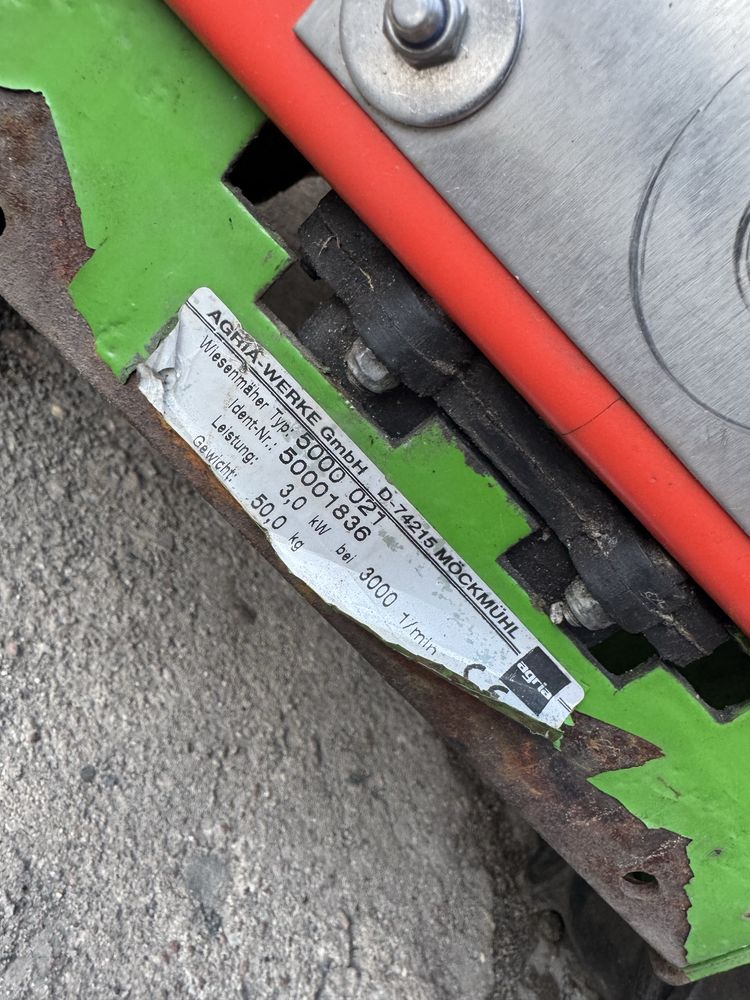 AGRIA-WERKE GmbH D-74215 MÖCKMÜHL
Wiesenmäher Typ: 5000 021
Ident-Nr.: 50001836
Leistung: 3,0 kW bei 3000 1/min
Gewicht: 50,0 kg
CE
agria